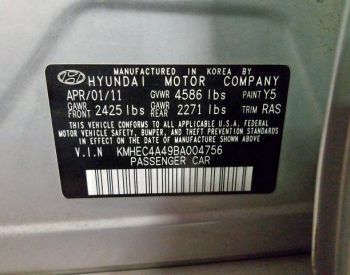 MANUFACTURED IN KOREA BY
HYUNDAI MOTOR COMPANY
APR/01/11 GVWR 4586 lbs PAINT Y5
GAWR FRONT 2425 lbs GAWR REAR 2271 lbs TRIM RAS
THIS VEHICLE CONFORMS TO ALL APPLICABLE U.S.A. FEDERAL
MOTOR VEHICLE SAFETY, BUMPER, AND THEFT PREVENTION
STANDARDS IN EFFECT ON THE DATE OF MANUFACTURE SHOWN ABOVE.
V.I.N KMHEC4A49BA004756
PASSENGER CAR